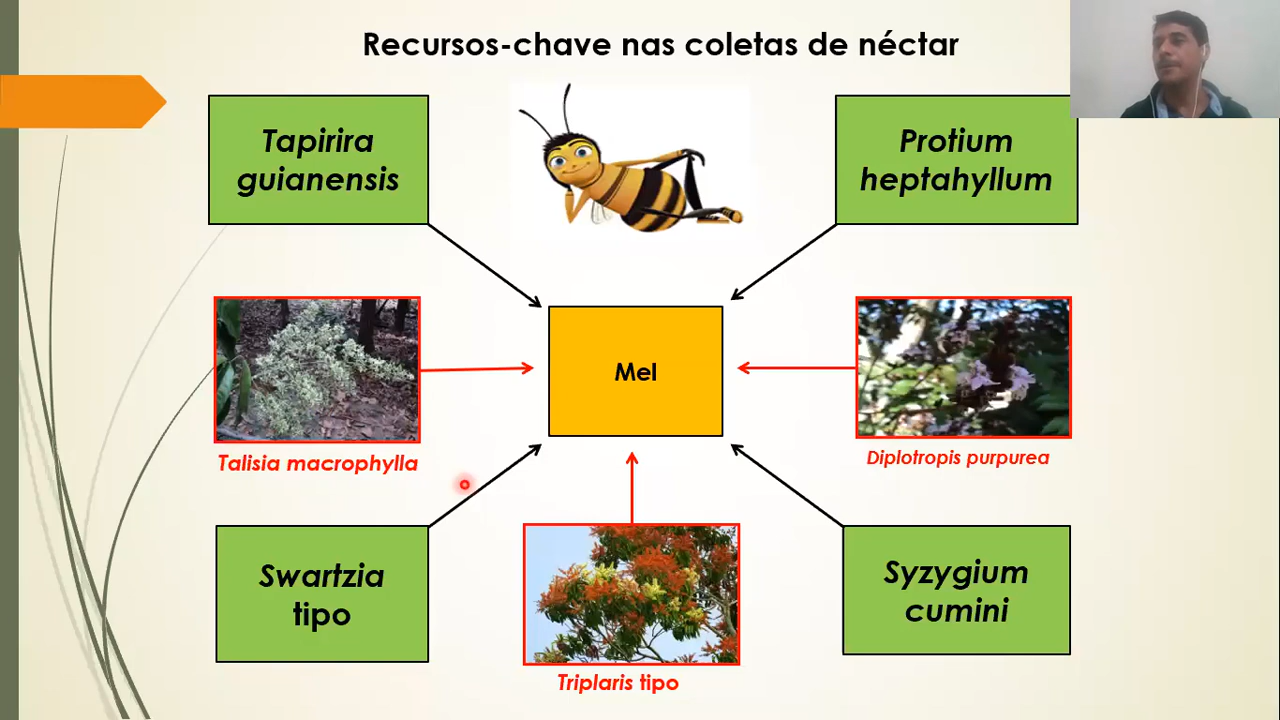 Recursos-chave nas coletas de néctar
Tapirira
guianensis
Protium
heptahyllum
Mel
Talisia macrophylla
Diplotropis purpurea
Swartzia
tipo
Syzygium
cumini
Triplaris tipo